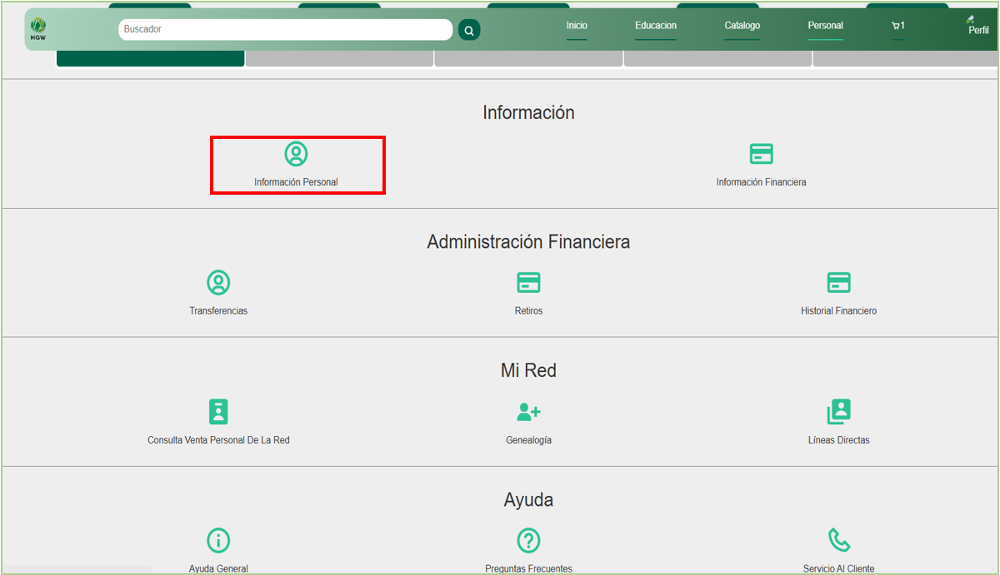 HGW
Buscador
Inicio
Educacion
Catalogo
Personal
1
Perfil
Información
Información Personal
Información Financiera
Administración Financiera
Transferencias
Retiros
Historial Financiero
Mi Red
Consulta Venta Personal De La Red
Genealogía
Líneas Directas
Ayuda
Ayuda General
Preguntas Frecuentes
Servicio Al Cliente